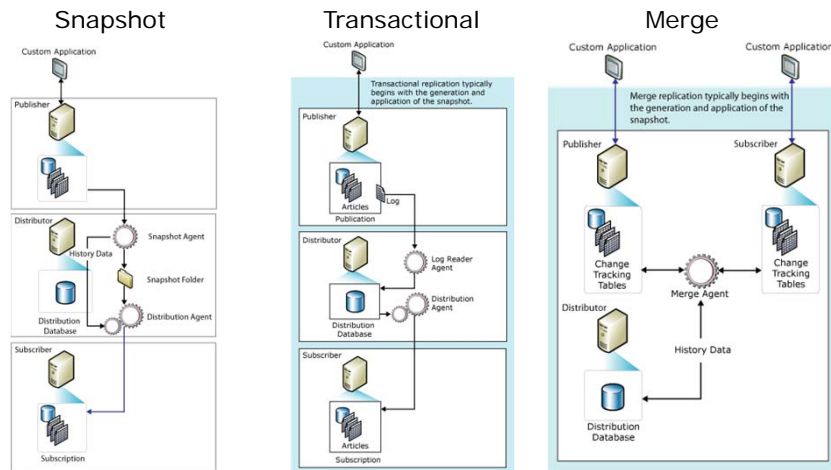 Snapshot
Custom Application
Publisher
Distributor
Snapshot Agent
History Data
Snapshot Folder
Distribution Agent
Distribution
Database
Subscriber
Subscription
Transactional
Custom Application
Transactional replication typically
begins with the generation and
application of the snapshot.
Publisher
Log
Articles
Publication
Distributor
Log Reader
Agent
Distribution
Agent
Distribution
Database
Subscriber
Articles
Subscription
Merge
Custom Application
Custom Application
Merge replication typically begins with
the generation and application of the
snapshot.
Publisher
Subscriber
Change
Tracking
Tables
Change
Tracking
Tables
Merge Agent
Distributor
History Data
Distribution
Database